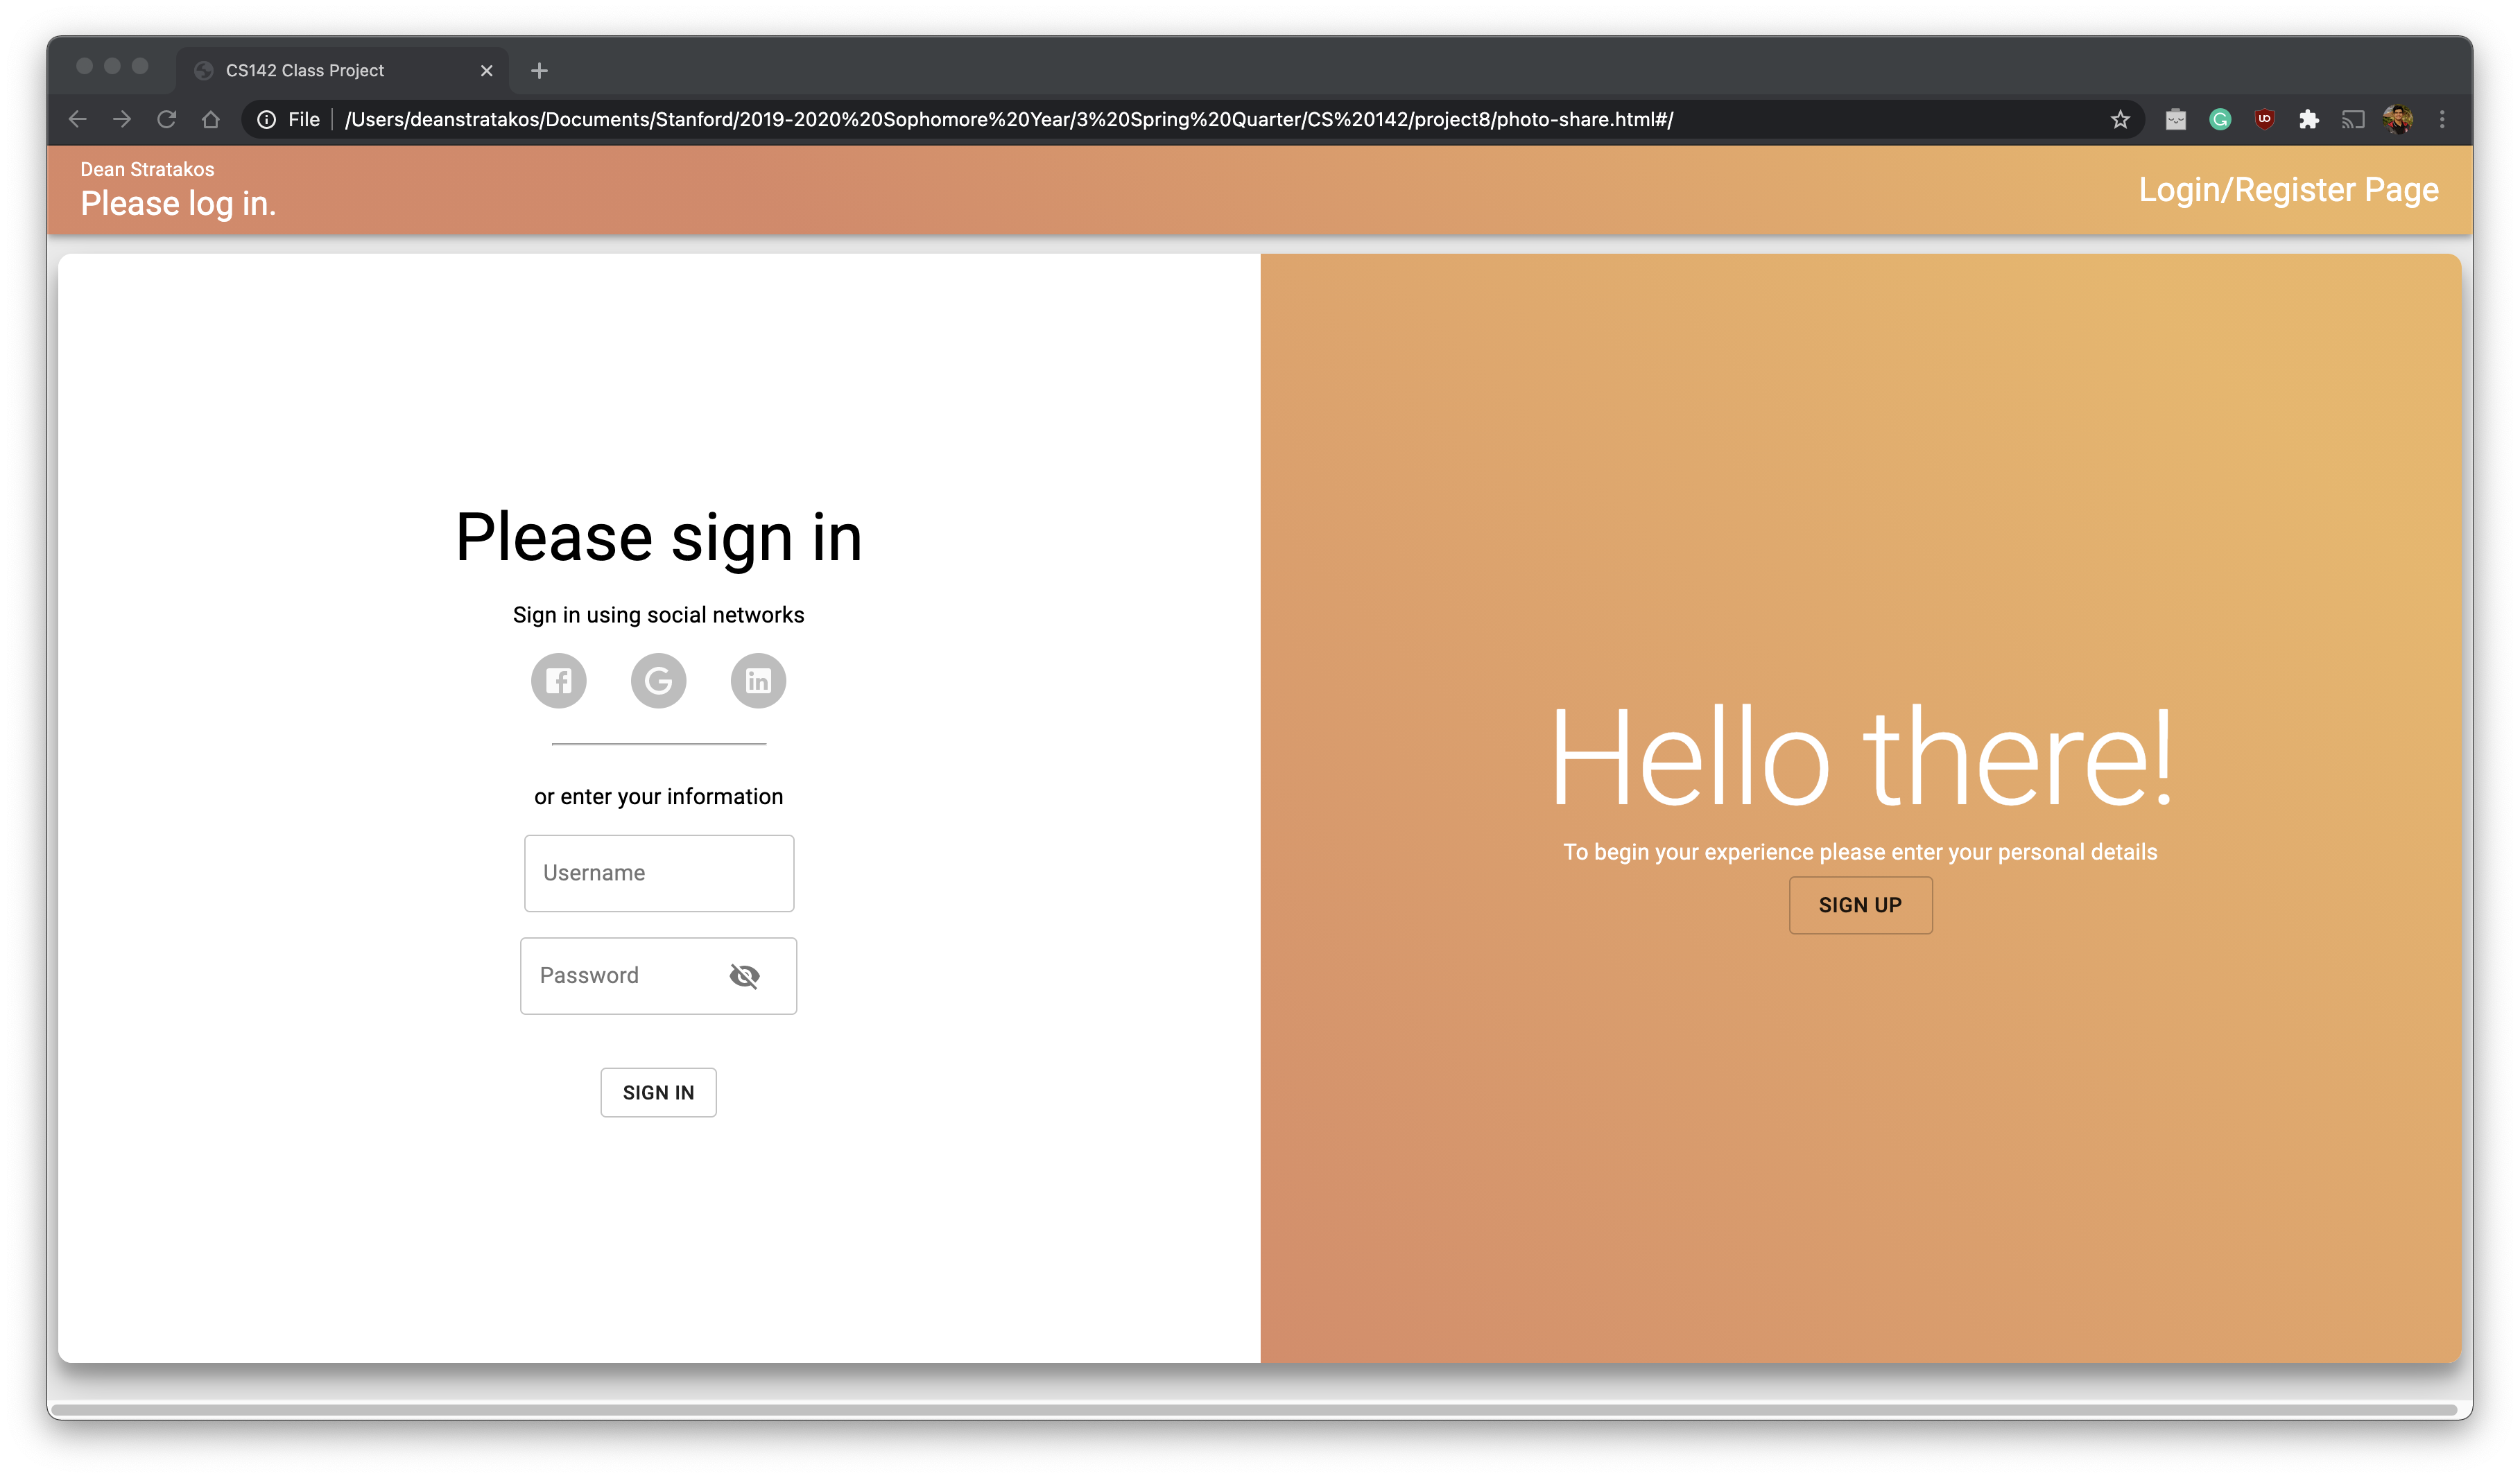 CS142 Class Project
File /Users/deanstratakos/Documents/Stanford/2019-2020%20Sophomore%20Year/3%20Spring%20Quarter/CS%20142/project8/photo-share.html#/
Dean Stratakos
Please log in.
Login/Register Page
Please sign in
Sign in using social networks
or enter your information
Username
Password
SIGN IN
Hello there!
To begin your experience please enter your personal details
SIGN UP